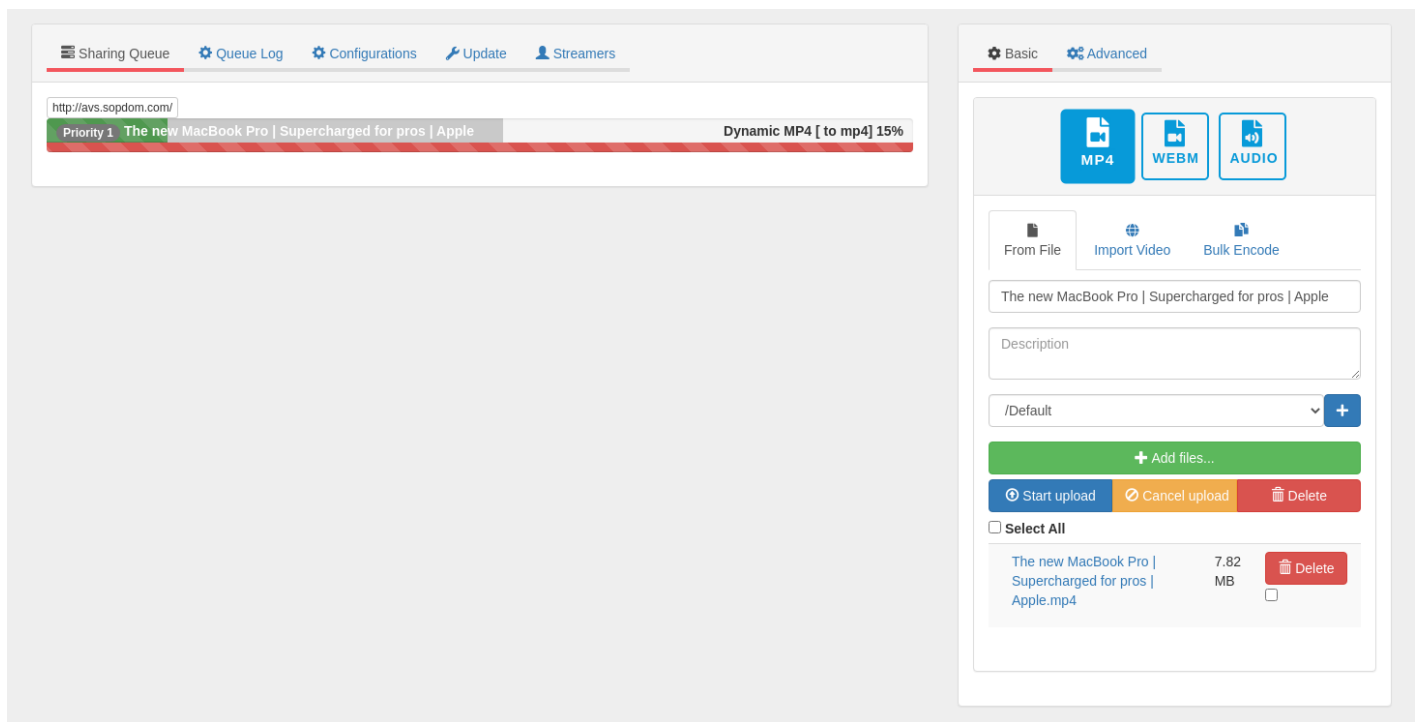 Sharing Queue Queue Log Configurations Update Streamers
http://avs.sopdom.com/
Priority 1 The new MacBook Pro | Supercharged for pros | Apple Dynamic MP4 [ to mp4] 15%
Basic Advanced
MP4 WEBM AUDIO
From File Import Video Bulk Encode
The new MacBook Pro | Supercharged for pros | Apple
Description
/Default
Add files...
Start upload Cancel upload Delete
Select All
The new MacBook Pro | 7.82 Delete
Supercharged for pros | MB
Apple.mp4